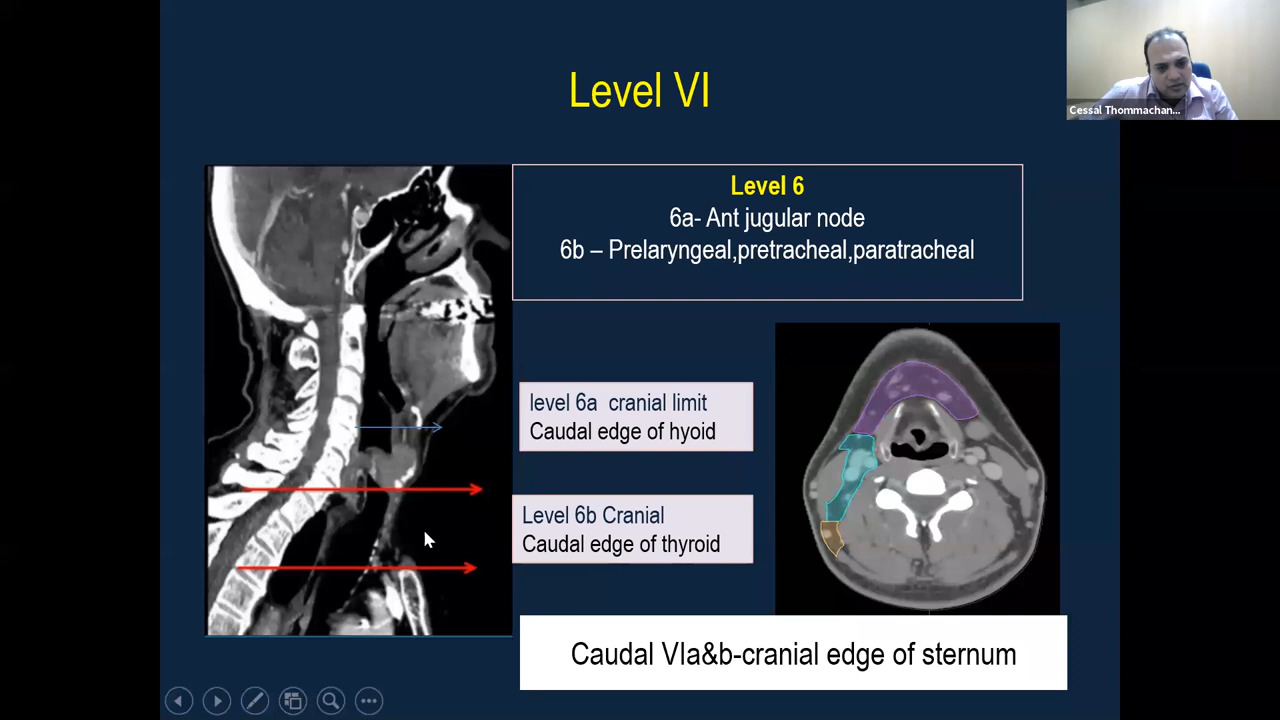 Level VI
Cessal Thommachan...
Level 6
6a- Ant jugular node
6b – Prelaryngeal,pretracheal,paratracheal
level 6a cranial limit
Caudal edge of hyoid
Level 6b Cranial
Caudal edge of thyroid
Caudal VIa&b-cranial edge of sternum